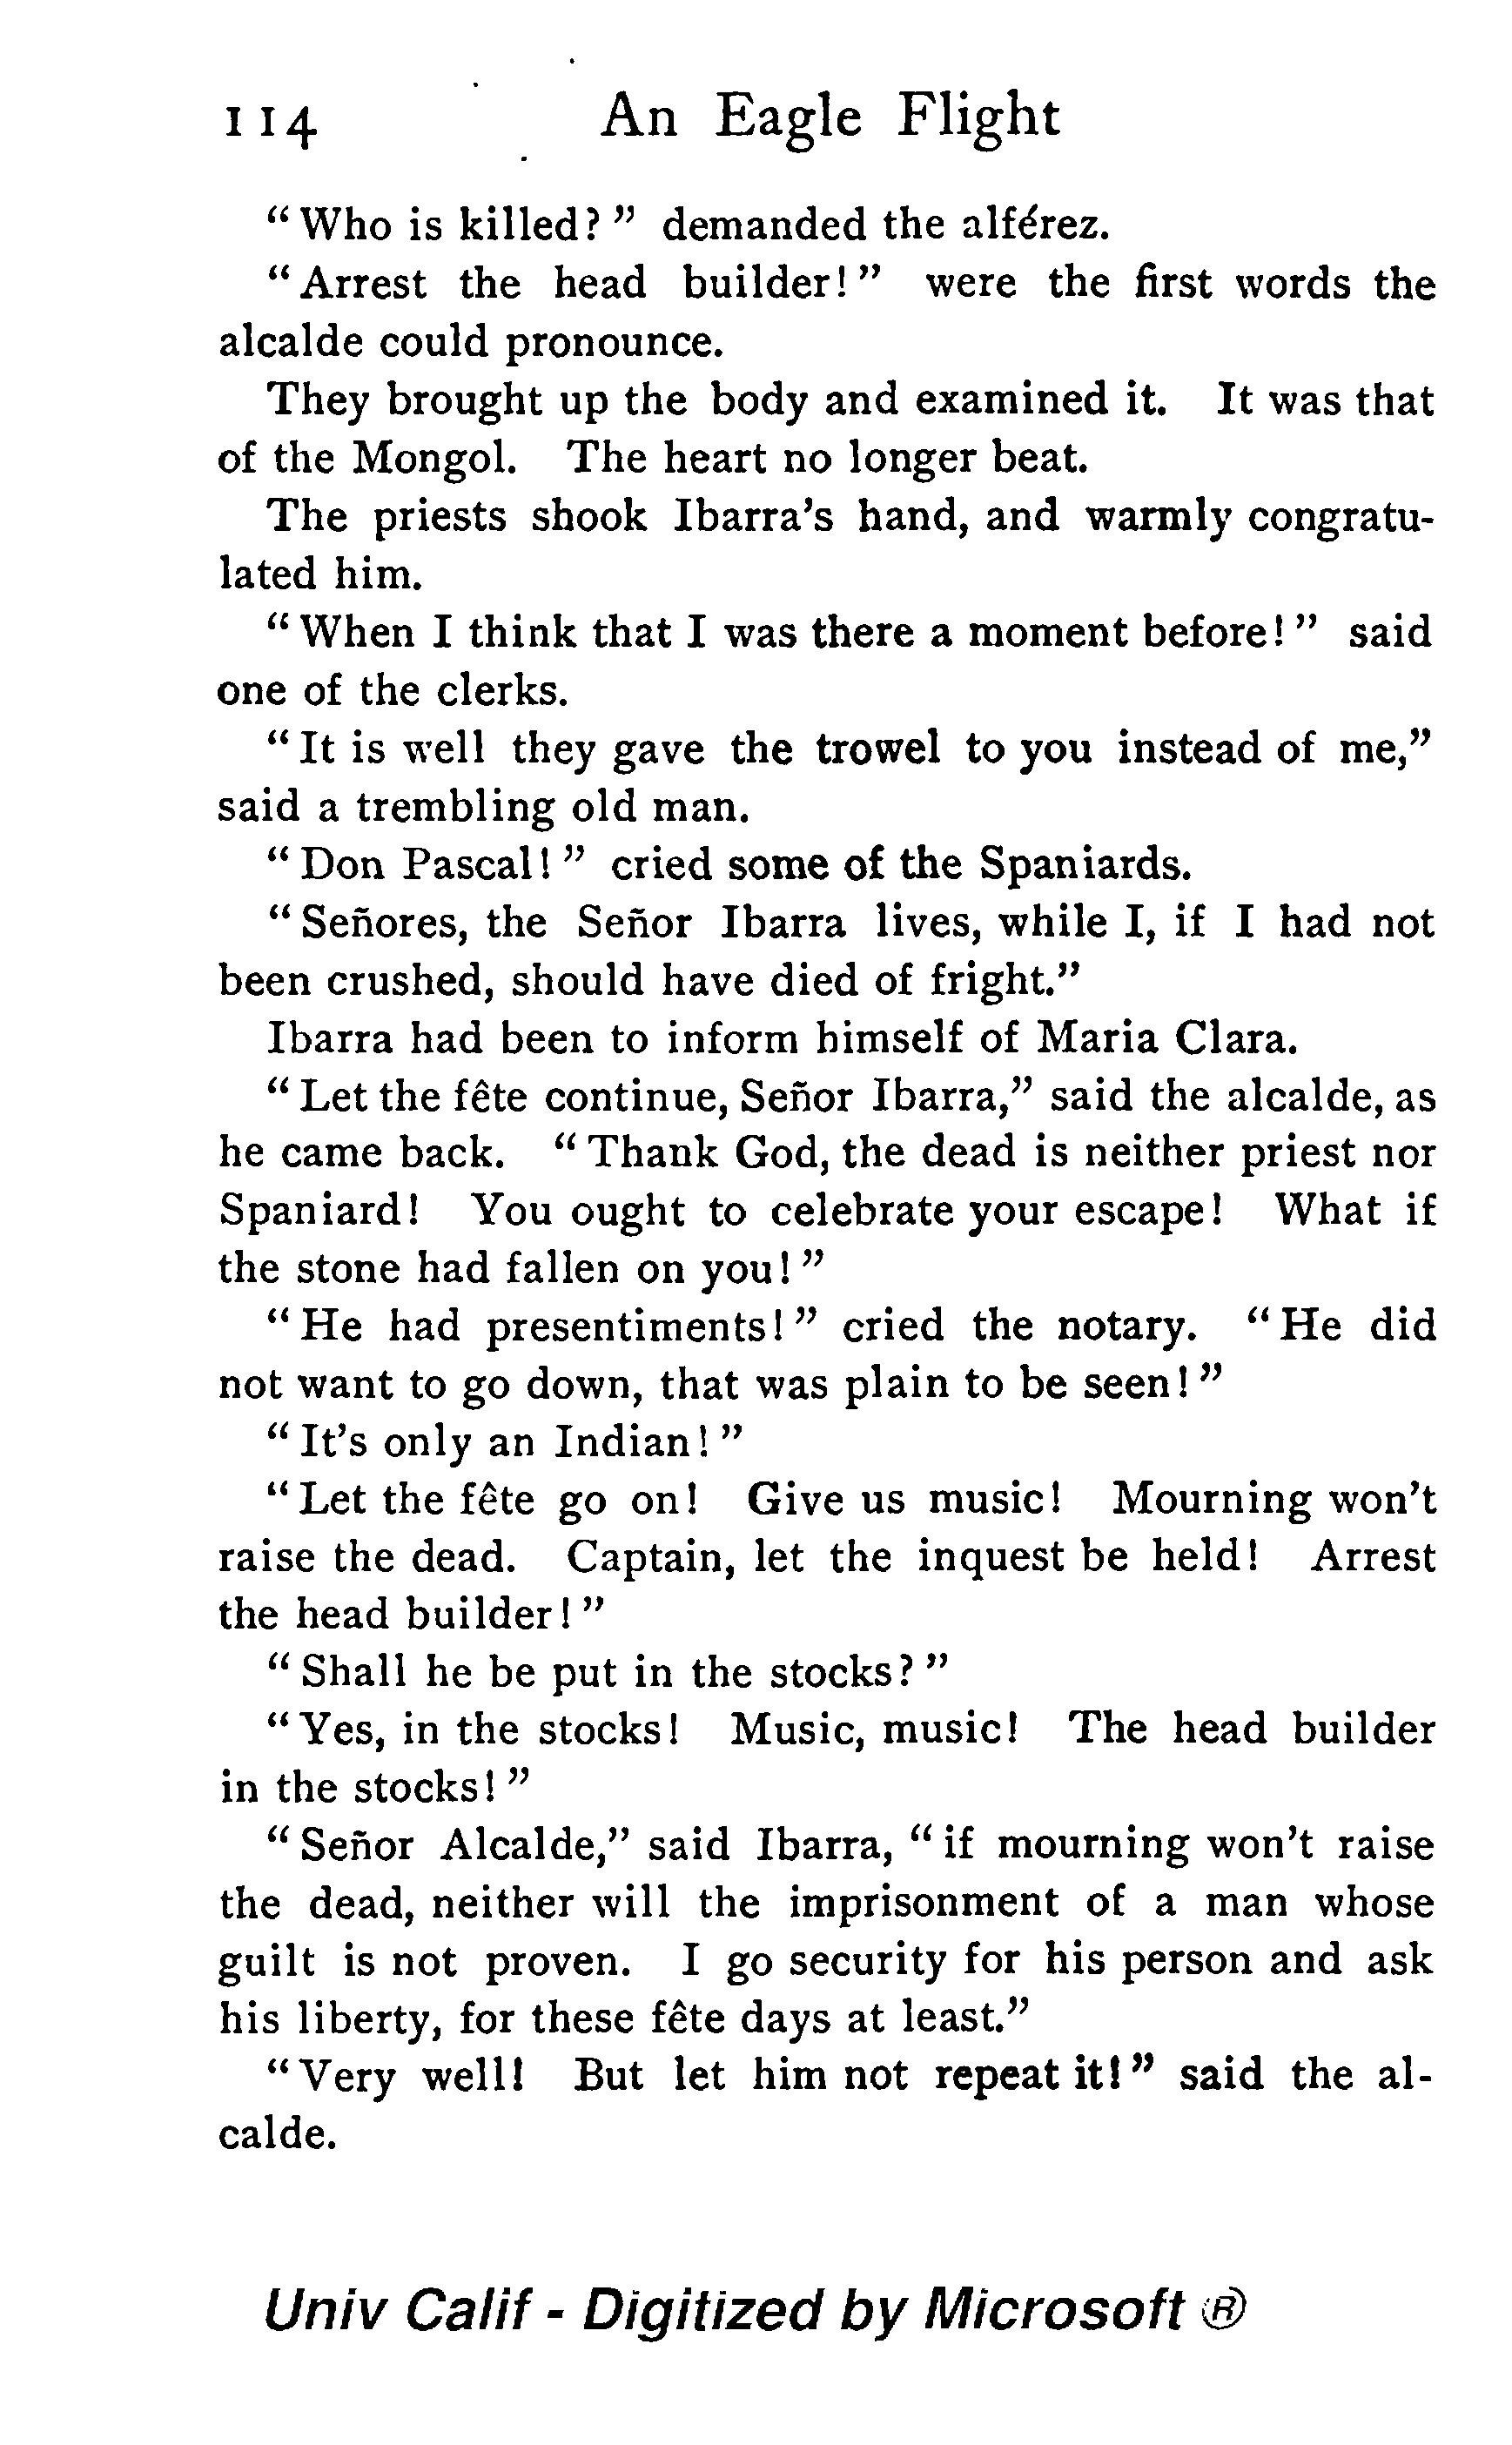 114 An Eagle Flight
"Who is killed?" demanded the alférez.
"Arrest the head builder!" were the first words the
alcalde could pronounce.
They brought up the body and examined it. It was that
of the Mongol. The heart no longer beat.
The priests shook Ibarra's hand, and warmly congratu-
lated him.
"When I think that I was there a moment before!" said
one of the clerks.
"It is well they gave the trowel to you instead of me,"
said a trembling old man.
"Don Pascal!" cried some of the Spaniards.
"Señores, the Señor Ibarra lives, while I, if I had not
been crushed, should have died of fright."
Ibarra had been to inform himself of Maria Clara.
"Let the fête continue, Señor Ibarra," said the alcalde, as
he came back. "Thank God, the dead is neither priest nor
Spaniard! You ought to celebrate your escape! What if
the stone had fallen on you!"
"He had presentiments!" cried the notary. "He did
not want to go down, that was plain to be seen!"
"It's only an Indian!"
"Let the fête go on! Give us music! Mourning won't
raise the dead. Captain, let the inquest be held! Arrest
the head builder!"
"Shall he be put in the stocks?"
"Yes, in the stocks! Music, music! The head builder
in the stocks!"
"Señor Alcalde," said Ibarra, "if mourning won't raise
the dead, neither will the imprisonment of a man whose
guilt is not proven. I go security for his person and ask
his liberty, for these fête days at least."
"Very well! But let him not repeat it!" said the al-
calde.
Univ Calif - Digitized by Microsoft ®